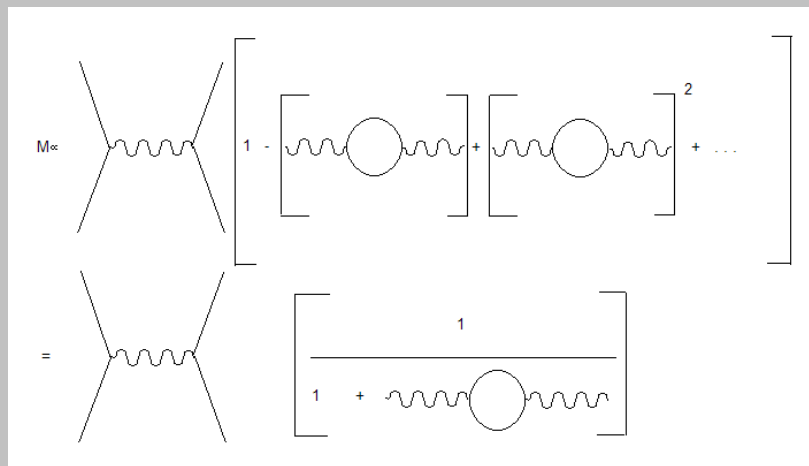 M∝ 1 - + 2 + . . .
= 1
1 +